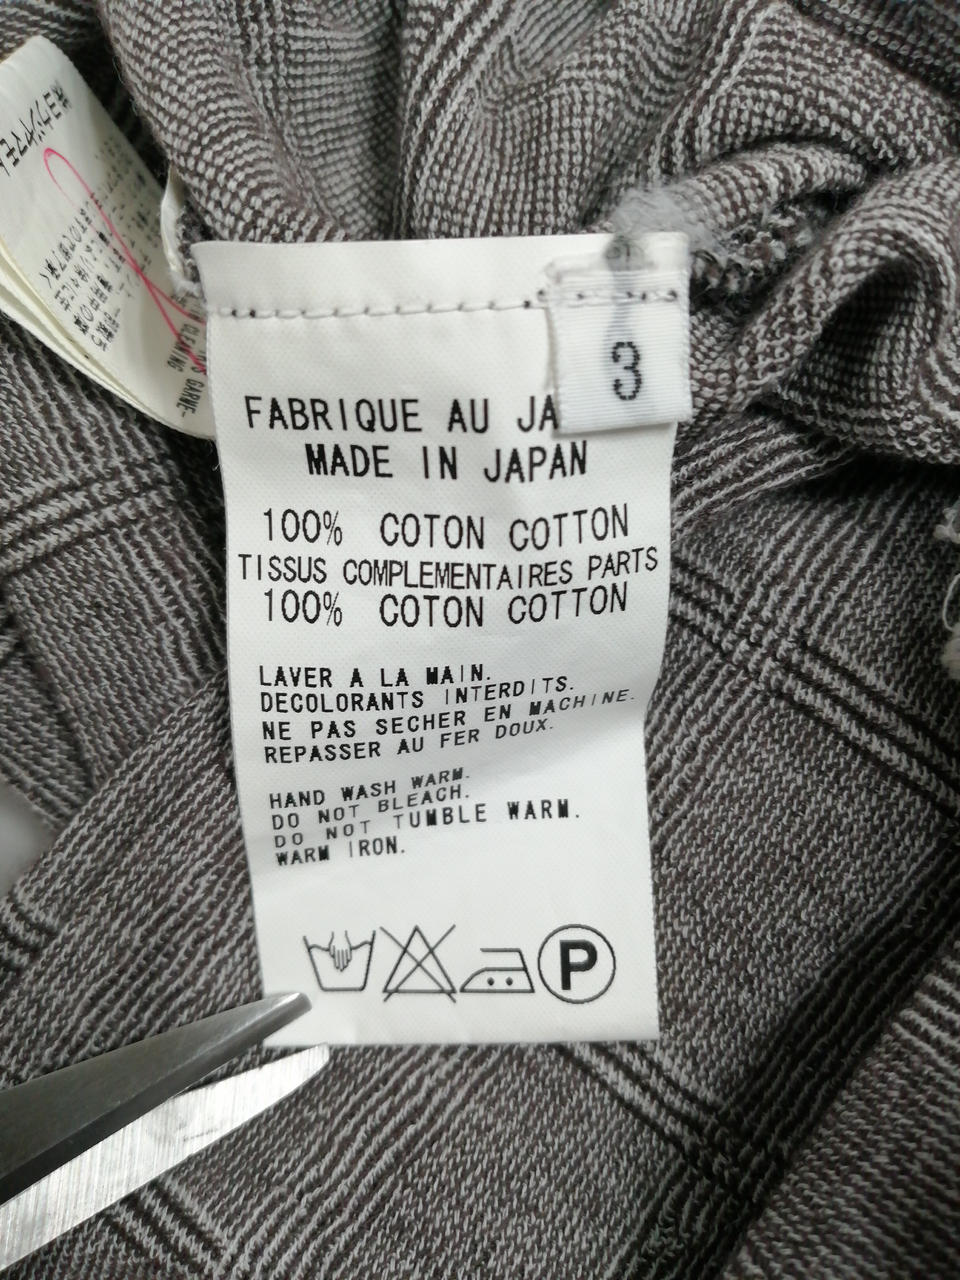 3
FABRIQUE AU JA
MADE IN JAPAN
100% COTON COTTON
TISSUS COMPLEMENTAIRES PARTS
100% COTON COTTON
LAVER A LA MAIN.
DECOLORANTS INTERDITS.
NE PAS SECHER EN MACHINE.
REPASSER AU FER DOUX.
HAND WASH WARM.
DO NOT BLEACH.
DO NOT TUMBLE WARM.
WARM IRON.
P
CLEANING
GARNE-